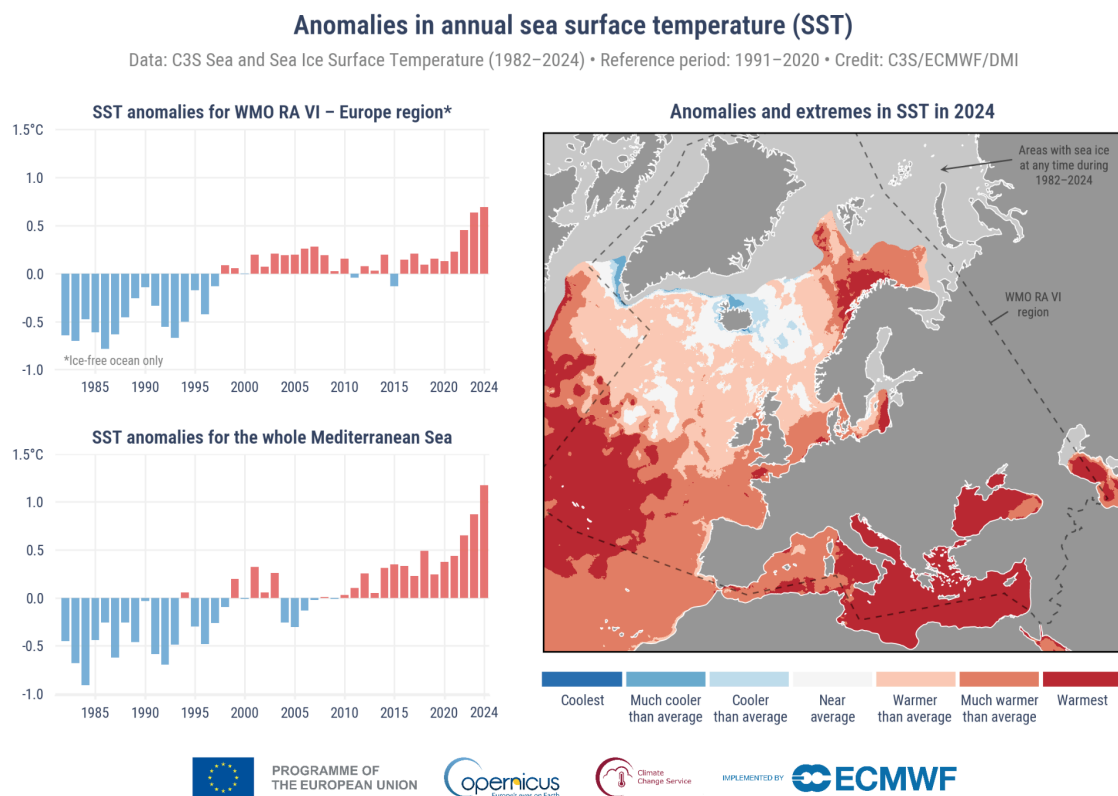 Anomalies in annual sea surface temperature (SST)
Data: C3S Sea and Sea Ice Surface Temperature (1982–2024) • Reference period: 1991–2020 • Credit: C3S/ECMWF/DMI
SST anomalies for WMO RA VI – Europe region*
1.5°C
1.0
0.5
0.0
-0.5
-1.0
*Ice-free ocean only
1985 1990 1995 2000 2005 2010 2015 2020 2024
SST anomalies for the whole Mediterranean Sea
1.5°C
1.0
0.5
0.0
-0.5
-1.0
1985 1990 1995 2000 2005 2010 2015 2020 2024
Anomalies and extremes in SST in 2024
Areas with sea ice
at any time during
1982–2024
WMO RA VI
region
Coolest
Much cooler
than average
Cooler
than average
Near
average
Warmer
than average
Much warmer
than average
Warmest
PROGRAMME OF
THE EUROPEAN UNION
opernicus
Europe's eyes on Earth
Climate
Change Service
IMPLEMENTED BY
ECMWF